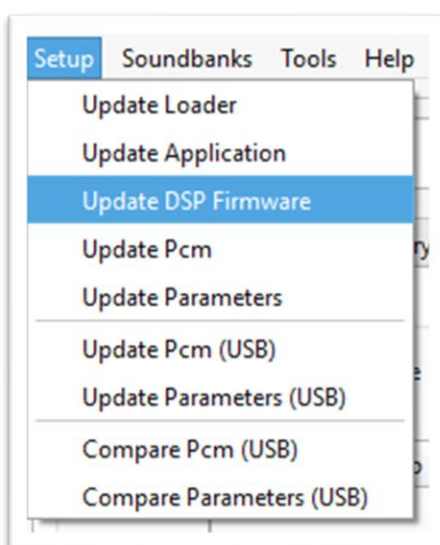 Setup Soundbanks Tools Help
Update Loader
Update Application
Update DSP Firmware
Update Pcm
Update Parameters
Update Pcm (USB)
Update Parameters (USB)
Compare Pcm (USB)
Compare Parameters (USB)